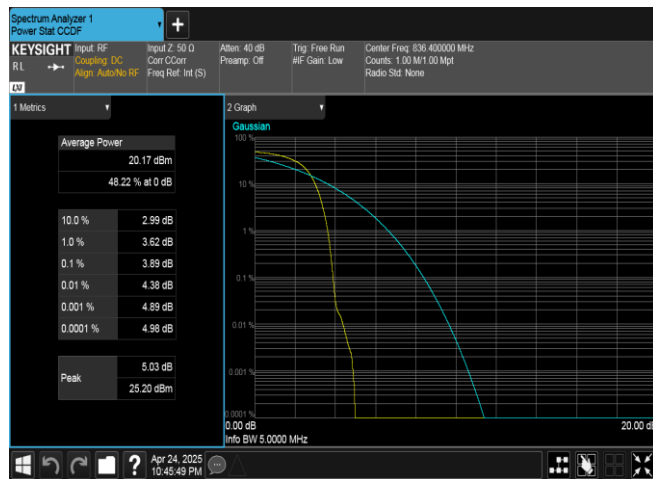 Spectrum Analyzer 1
Power Stat CCDF
+
KEYSIGHT
RL
LXI
Input: RF
Coupling: DC
Align: Auto/No RF
Input Z: 50 Ω
Corr CCorr
Freq Ref: Int (S)
Atten: 40 dB
Preamp: Off
Trig: Free Run
#IF Gain: Low
Center Freq: 836.400000 MHz
Counts: 1.00 M/1.00 Mpt
Radio Std: None
1 Metrics
Average Power
20.17 dBm
48.22 % at 0 dB
10.0 % 2.99 dB
1.0 % 3.62 dB
0.1 % 3.89 dB
0.01 % 4.38 dB
0.001 % 4.89 dB
0.0001 % 4.98 dB
Peak
5.03 dB
25.20 dBm
2 Graph
Gaussian
100 %
10 %
1 %
0.1 %
0.01 %
0.001 %
0.0001 %
0.00 dB
20.00 d
Info BW 5.0000 MHz
?
Apr 24, 2025
10:45:49 PM